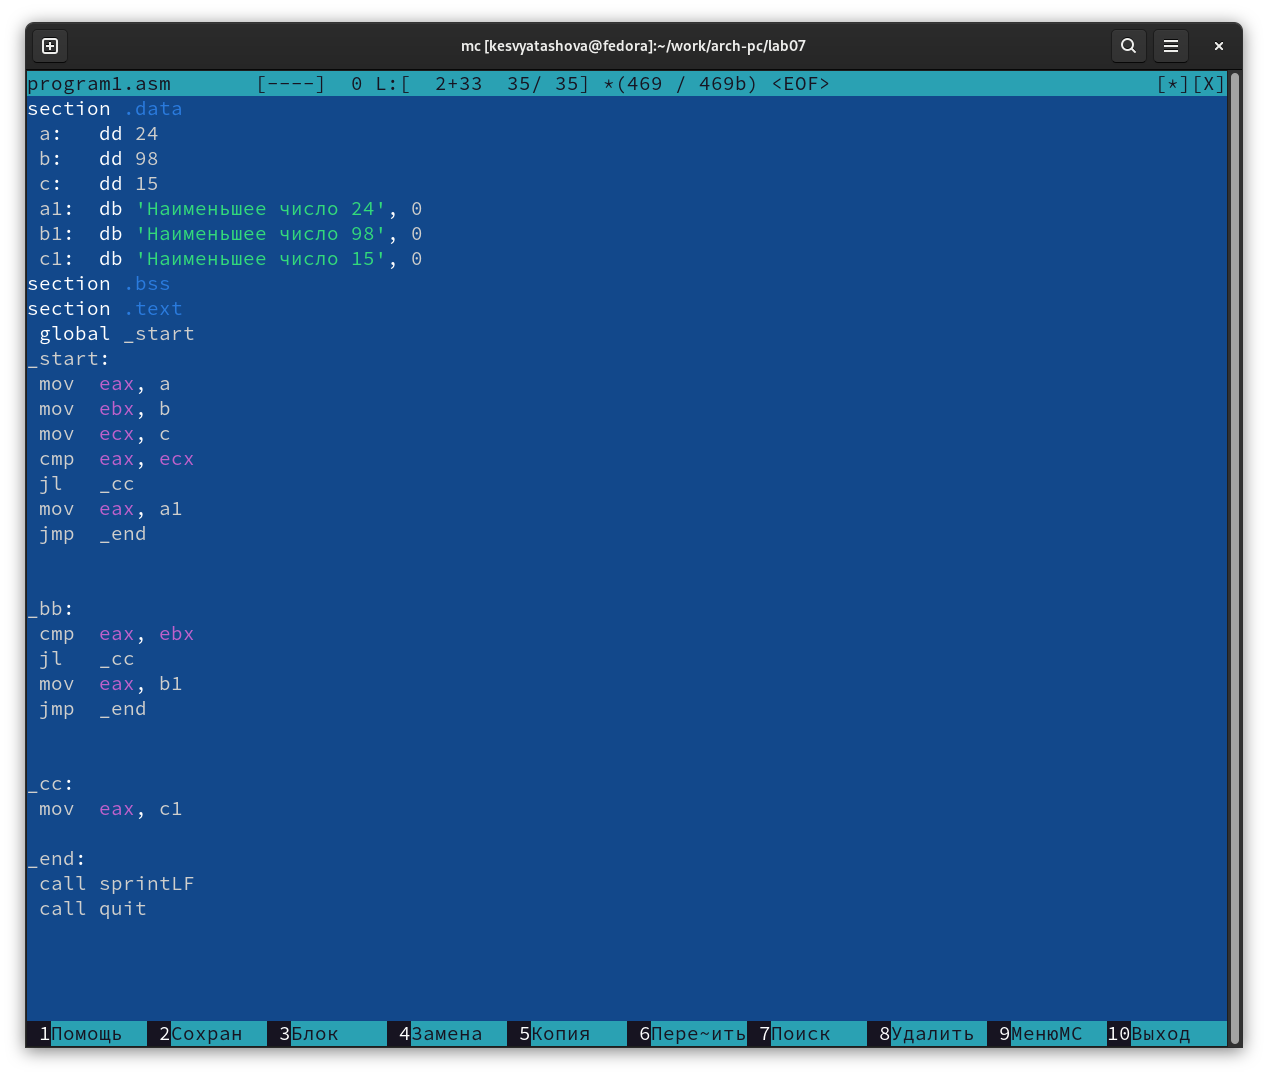 mc [kesvyatashova@fedora]:~/work/arch-pc/lab07
program1.asm       [----]  0 L:[  2+33  35/ 35] *(469 / 469b) <EOF>                           [*][X]
section .data
 a:   dd 24
 b:   dd 98
 c:   dd 15
 a1:  db 'Наименьшее число 24', 0
 b1:  db 'Наименьшее число 98', 0
 c1:  db 'Наименьшее число 15', 0
section .bss
section .text
 global _start
_start:
 mov  eax, a
 mov  ebx, b
 mov  ecx, c
 cmp  eax, ecx
 jl   _cc
 mov  eax, a1
 jmp  _end
_bb:
 cmp  eax, ebx
 jl   _cc
 mov  eax, b1
 jmp  _end
_cc:
 mov  eax, c1
_end:
 call sprintLF
 call quit
 1Помощь   2Сохран   3Блок     4Замена   5Копия    6Пере~ить 7Поиск    8Удалить  9МенюMC  10Выход